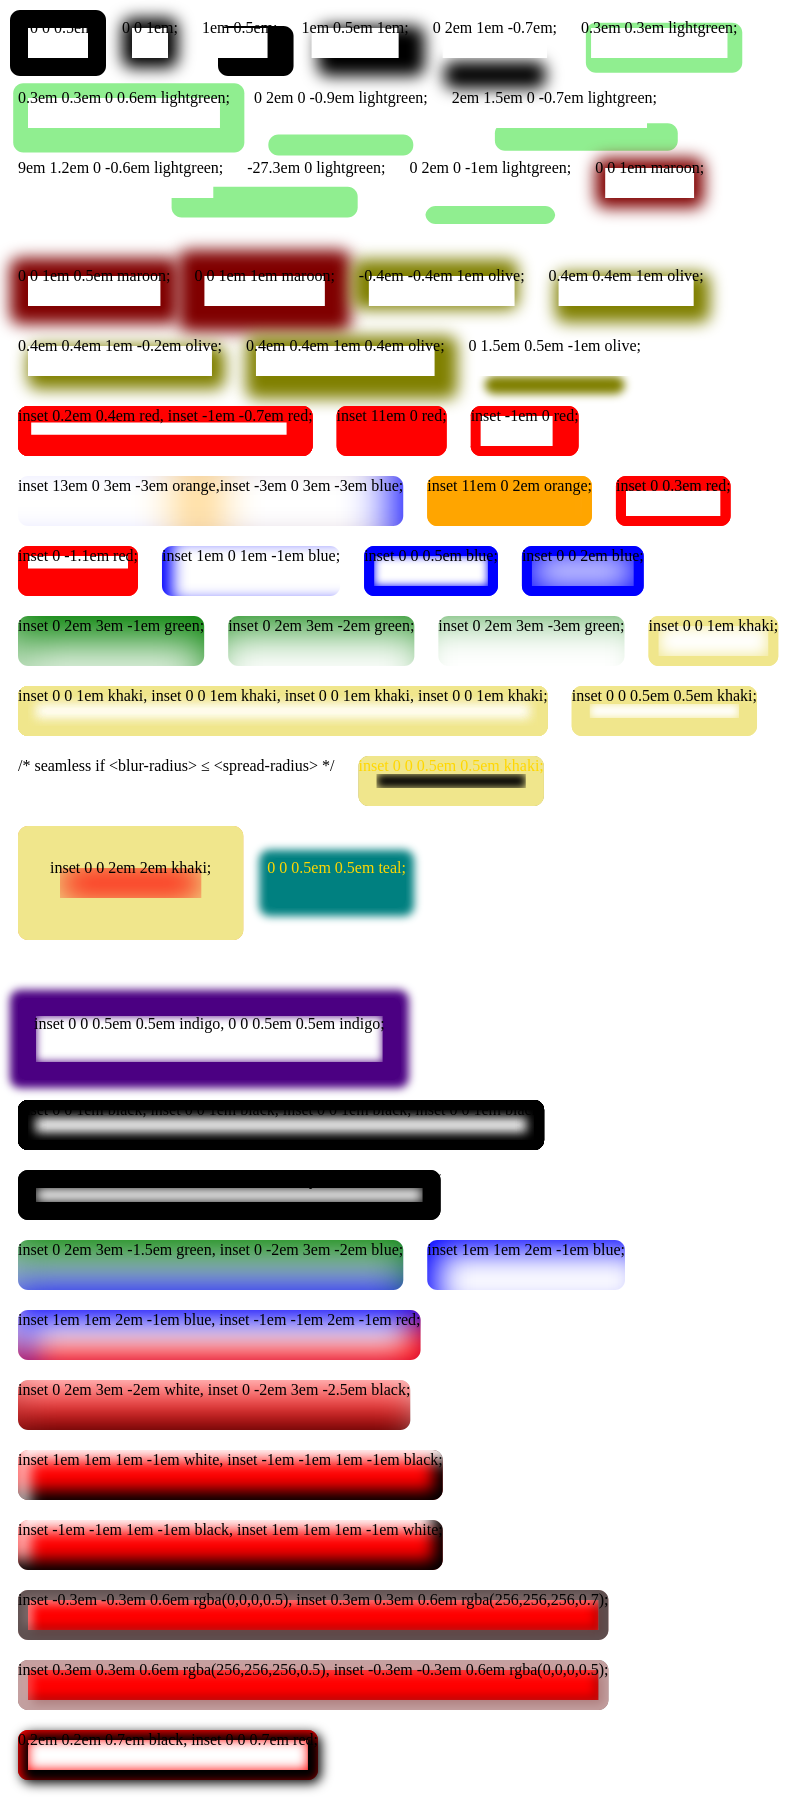 0 0 0.5em; 0 0 1em; 1em 0.5em; 1em 0.5em 1em; 0 2em 1em -0.7em; 0.3em 0.3em lightgreen;
0.3em 0.3em 0 0.6em lightgreen; 0 2em 0 -0.9em lightgreen; 2em 1.5em 0 -0.7em lightgreen;
9em 1.2em 0 -0.6em lightgreen; -27.3em 0 lightgreen; 0 2em 0 -1em lightgreen; 0 0 1em maroon;
0 0 1em 0.5em maroon; 0 0 1em 1em maroon; -0.4em -0.4em 1em olive; 0.4em 0.4em 1em olive;
0.4em 0.4em 1em -0.2em olive; 0.4em 0.4em 1em 0.4em olive; 0 1.5em 0.5em -1em olive;
inset 0.2em 0.4em red, inset -1em -0.7em red; inset 11em 0 red; inset -1em 0 red;
inset 13em 0 3em -3em orange,inset -3em 0 3em -3em blue; inset 11em 0 2em orange; inset 0 0.3em red;
inset 0 -1.1em red; inset 1em 0 1em -1em blue; inset 0 0 0.5em blue; inset 0 0 2em blue;
inset 0 2em 3em -1em green; inset 0 2em 3em -2em green; inset 0 2em 3em -3em green; inset 0 0 1em khaki;
inset 0 0 1em khaki, inset 0 0 1em khaki, inset 0 0 1em khaki, inset 0 0 1em khaki; inset 0 0 0.5em 0.5em khaki;
/* seamless if <blur-radius> ≤ <spread-radius> */ inset 0 0 0.5em 0.5em khaki;
inset 0 0 2em 2em khaki; 0 0 0.5em 0.5em teal;
inset 0 0 0.5em 0.5em indigo, 0 0 0.5em 0.5em indigo;
inset 0 0 1em black, inset 0 0 1em black, inset 0 0 1em black, inset 0 0 1em black;
inset 0 2em 3em -1.5em green, inset 0 -2em 3em -2em blue; inset 1em 1em 2em -1em blue;
inset 1em 1em 2em -1em blue, inset -1em -1em 2em -1em red;
inset 0 2em 3em -2em white, inset 0 -2em 3em -2.5em black;
inset 1em 1em 1em -1em white, inset -1em -1em 1em -1em black;
inset -1em -1em 1em -1em black, inset 1em 1em 1em -1em white;
inset -0.3em -0.3em 0.6em rgba(0,0,0,0.5), inset 0.3em 0.3em 0.6em rgba(256,256,256,0.7);
inset 0.3em 0.3em 0.6em rgba(256,256,256,0.5), inset -0.3em -0.3em 0.6em rgba(0,0,0,0.5);
0.2em 0.2em 0.7em black, inset 0 0 0.7em red;